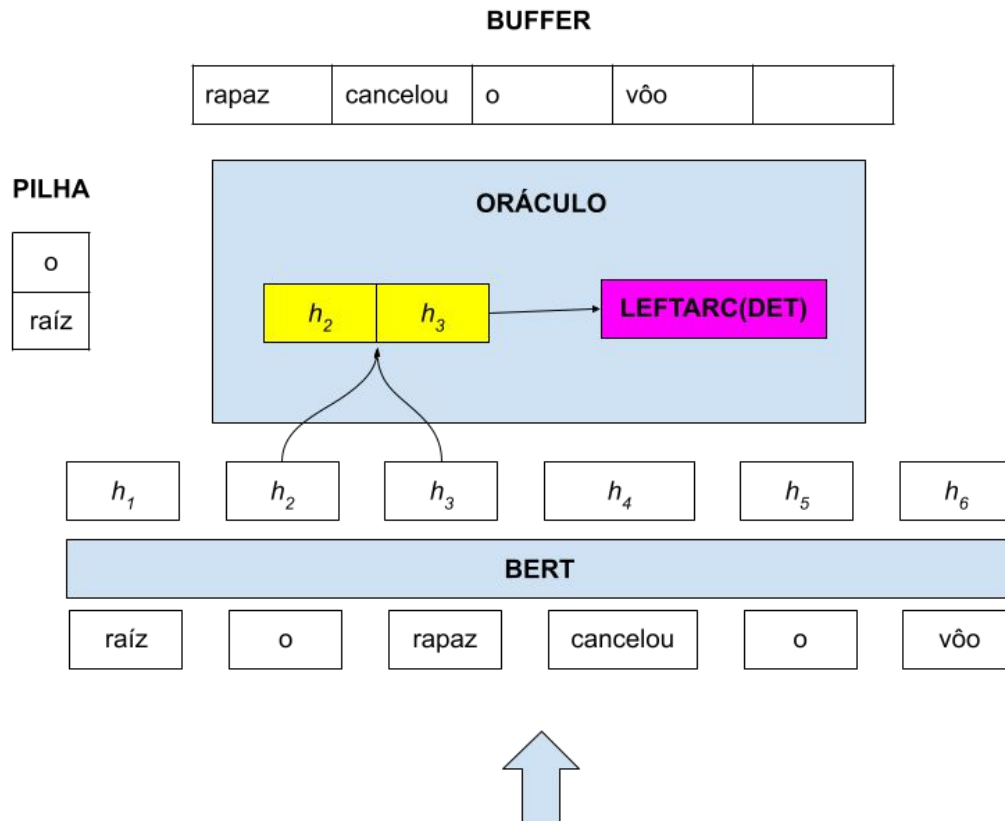 BUFFER
rapaz cancelou o vôo
PILHA
o
raíz
ORÁCULO
h2 h3 LEFTARC(DET)
h1 h2 h3 h4 h5 h6
BERT
raíz o rapaz cancelou o vôo